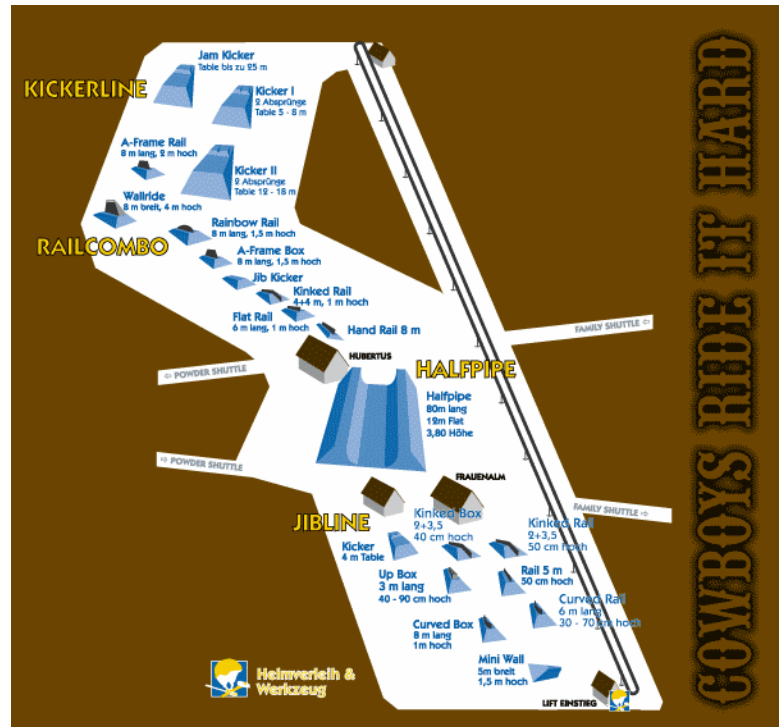 Jam Kicker
Table bis zu 25 m
KICKERLINE
Kicker I
2 Absprünge
Table 5 - 8 m
A-Frame Rail
8 m lang, 2 m hoch
Kicker II
2 Absprünge
Table 12 - 18 m
Wallride
8 m breit, 4 m hoch
Rainbow Rail
8 m lang, 1,5 m hoch
RAILCOMBO
A-Frame Box
8 m lang, 1,5 m hoch
Jib Kicker
Kinked Rail
4+4 m, 1 m hoch
Flat Rail
6 m lang, 1 m hoch
Hand Rail 8 m
FAMILY SHUTTLE
HUBERTUS
HALFPIPE
POWDER SHUTTLE
Halfpipe
80m lang
12m Flat
3,80 Höhe
POWDER SHUTTLE
FRAUENALM
FAMILY SHUTTLE
JIBLINE
Kinked Box
2+3,5
40 cm hoch
Kinked Rail
2+3,5
50 cm hoch
Kicker
4 m Table
Up Box
3 m lang
40 - 90 cm hoch
Rail 5 m
50 cm hoch
Curved Rail
6 m lang
30 - 70 cm hoch
Curved Box
8 m lang
1m hoch
Mini Wall
5m breit
1,5 m hoch
LIFT EINSTIEG
Helmverleih &
Werkzeug
COWBOYS RIDE IT HARD